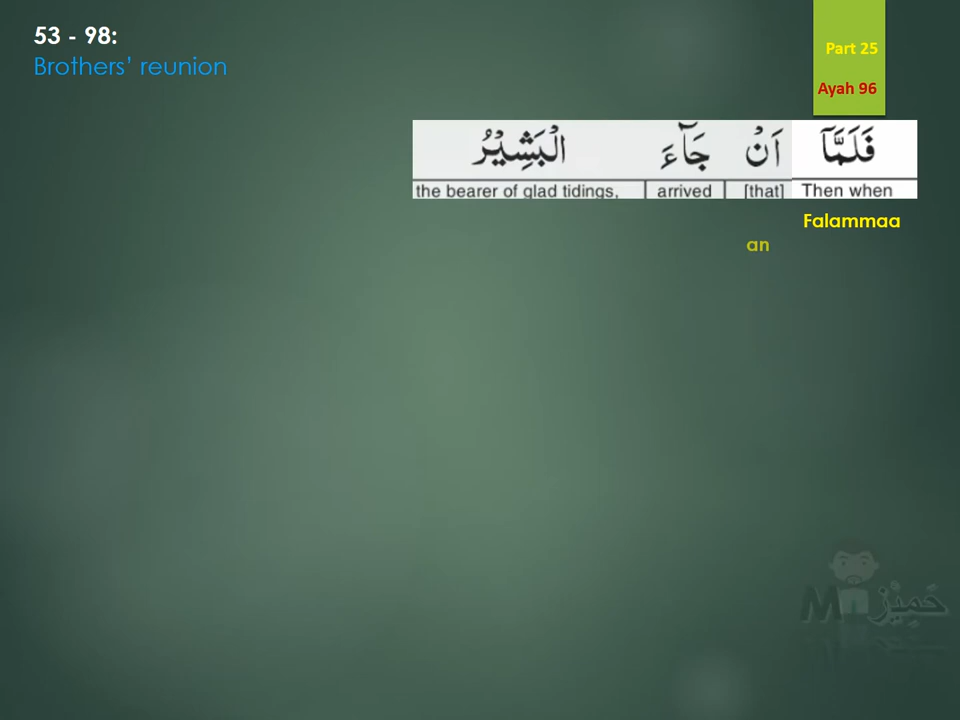 53 - 98:
Brothers’ reunion
Part 25
Ayah 96
فَلَمَّآ اَنْ جَآءَ الْبَشِيْرُ
Then when [that] arrived the bearer of glad tidings,
Falammaa
an
M حَمِيْز